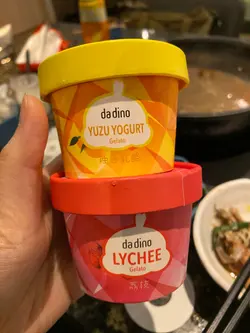 da dino
YUZU YOGURT
Gelato
da dino
LYCHEE
Gelato